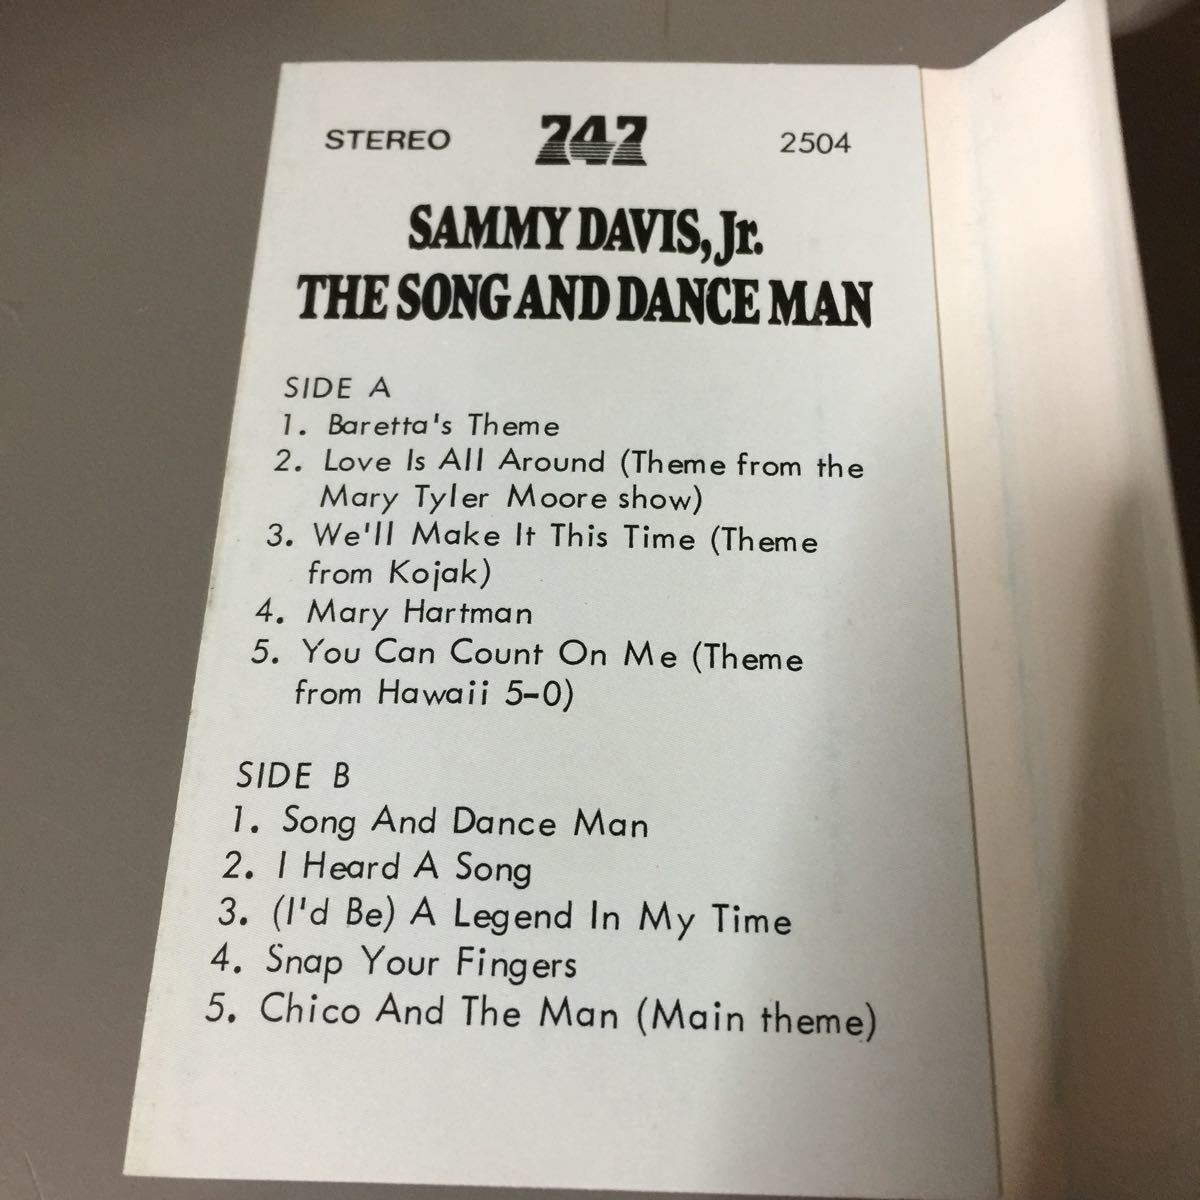 STEREO 747 2504
SAMMY DAVIS, Jr.
THE SONG AND DANCE MAN
SIDE A
1. Baretta's Theme
2. Love Is All Around (Theme from the
Mary Tyler Moore show)
3. We'll Make It This Time (Theme
from Kojak)
4. Mary Hartman
5. You Can Count On Me (Theme
from Hawaii 5-0)
SIDE B
1. Song And Dance Man
2. I Heard A Song
3. (I'd Be) A Legend In My Time
4. Snap Your Fingers
5. Chico And The Man (Main theme)